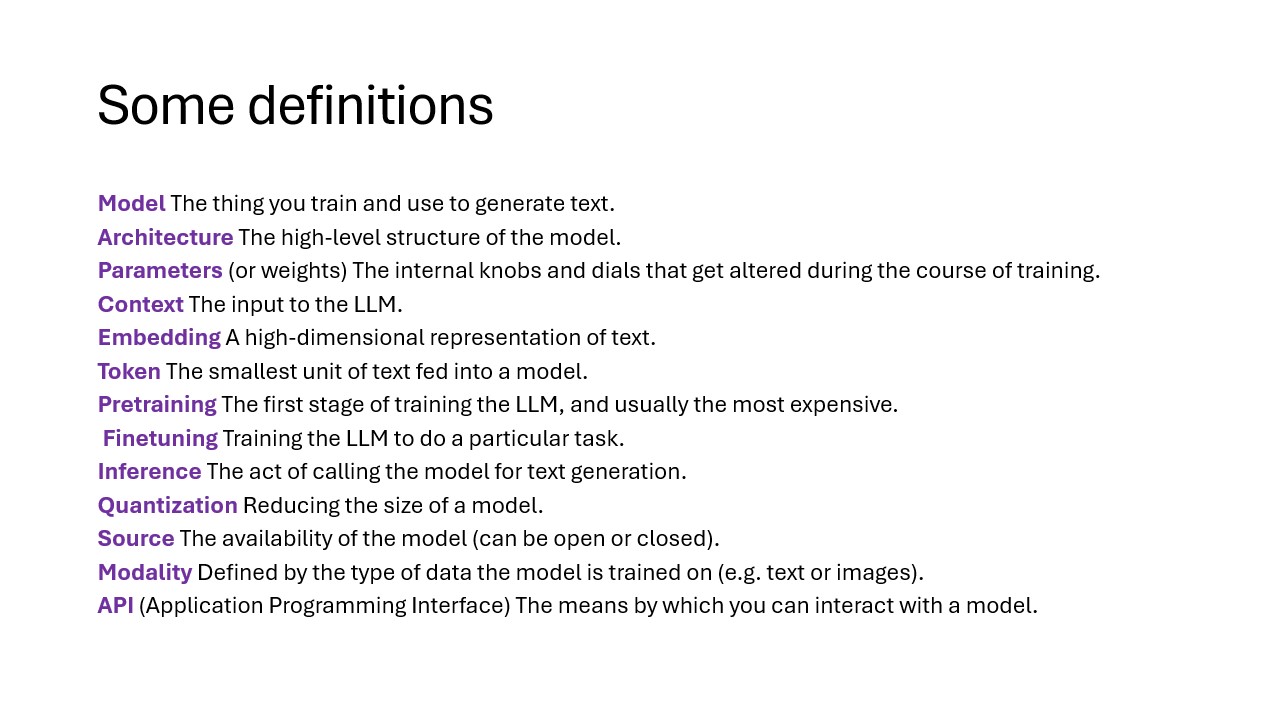 Some definitions
Model The thing you train and use to generate text.
Architecture The high-level structure of the model.
Parameters (or weights) The internal knobs and dials that get altered during the course of training.
Context The input to the LLM.
Embedding A high-dimensional representation of text.
Token The smallest unit of text fed into a model.
Pretraining The first stage of training the LLM, and usually the most expensive.
Finetuning Training the LLM to do a particular task.
Inference The act of calling the model for text generation.
Quantization Reducing the size of a model.
Source The availability of the model (can be open or closed).
Modality Defined by the type of data the model is trained on (e.g. text or images).
API (Application Programming Interface) The means by which you can interact with a model.